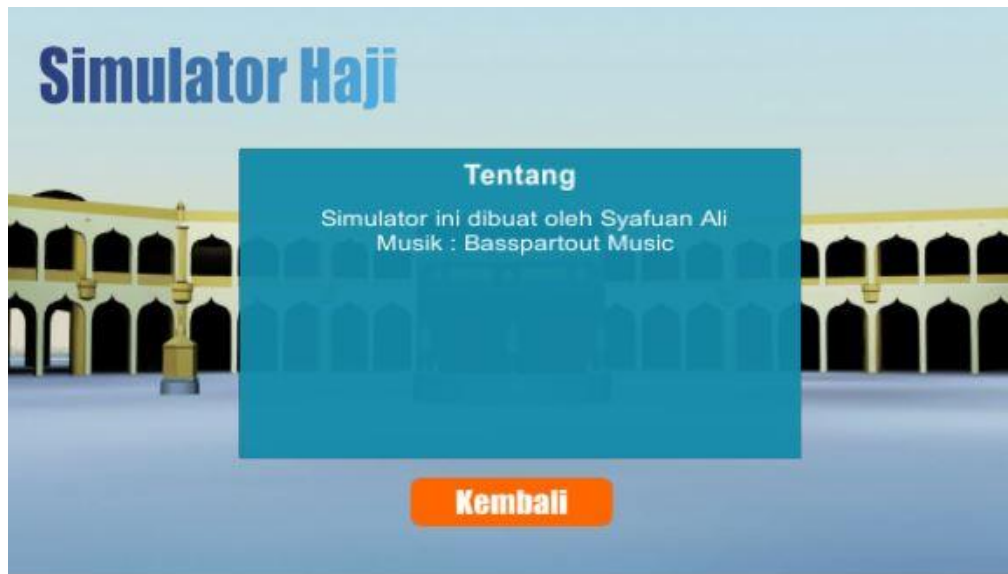 Simulator Haji
Tentang
Simulator ini dibuat oleh Syafuan Ali
Musik : Basspartout Music
Kembali